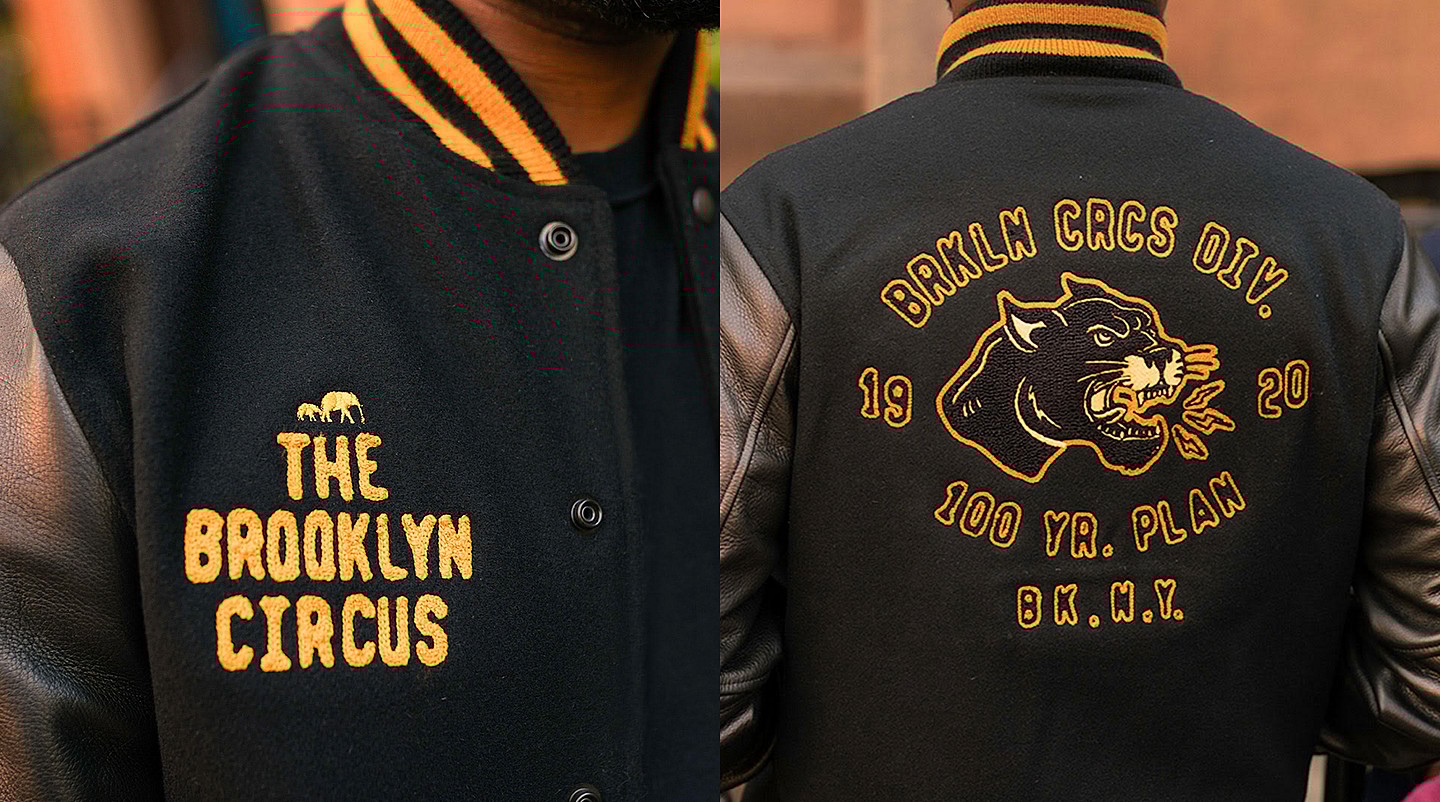 THE
BROOKLYN
CIRCUS
BRKLN CRCS DIV.
19 20
100 YR. PLAN
BK.N.Y.